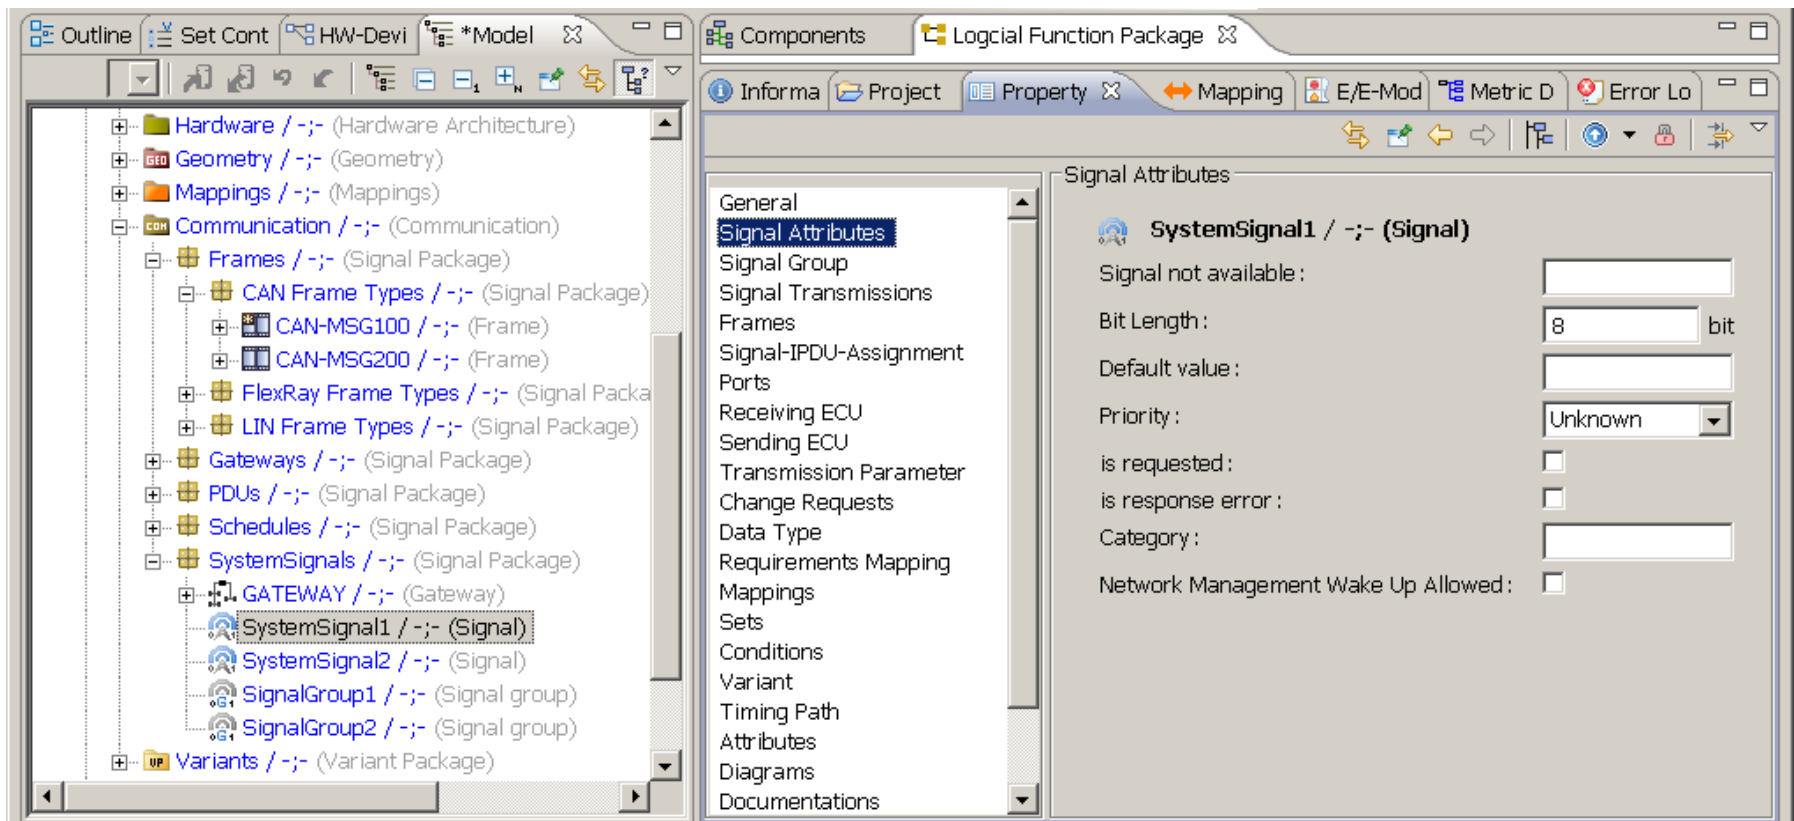 Outline
Set Cont
HW-Devi
*Model
Components
Logcial Function Package
Informa
Project
Property
Mapping
E/E-Mod
Metric D
Error Lo
Hardware / -;- (Hardware Architecture)
Geometry / -;- (Geometry)
Mappings / -;- (Mappings)
Communication / -;- (Communication)
Frames / -;- (Signal Package)
CAN Frame Types / -;- (Signal Package)
CAN-MSG100 / -;- (Frame)
CAN-MSG200 / -;- (Frame)
FlexRay Frame Types / -;- (Signal Packa
LIN Frame Types / -;- (Signal Package)
Gateways / -;- (Signal Package)
PDUs / -;- (Signal Package)
Schedules / -;- (Signal Package)
SystemSignals / -;- (Signal Package)
GATEWAY / -;- (Gateway)
SystemSignal1 / -;- (Signal)
SystemSignal2 / -;- (Signal)
SignalGroup1 / -;- (Signal group)
SignalGroup2 / -;- (Signal group)
Variants / -;- (Variant Package)
General
Signal Attributes
Signal Group
Signal Transmissions
Frames
Signal-IPDU-Assignment
Ports
Receiving ECU
Sending ECU
Transmission Parameter
Change Requests
Data Type
Requirements Mapping
Mappings
Sets
Conditions
Variant
Timing Path
Attributes
Diagrams
Documentations
Signal Attributes
SystemSignal1 / -;- (Signal)
Signal not available :
Bit Length : 8 bit
Default value :
Priority : Unknown
is requested :
is response error :
Category :
Network Management Wake Up Allowed :